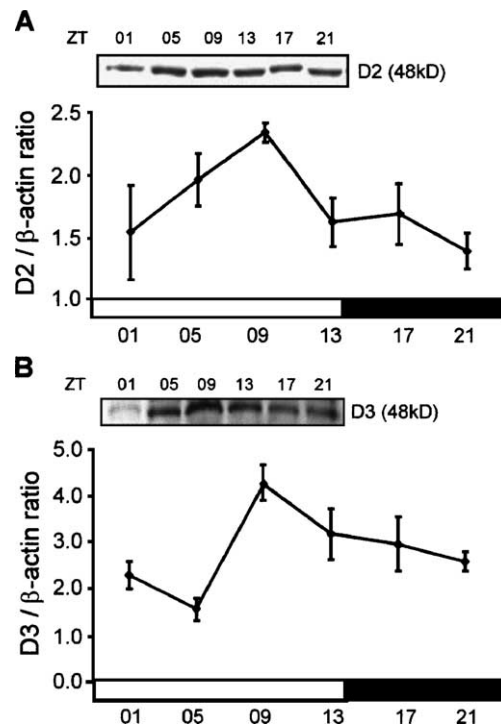 A
ZT 01 05 09 13 17 21
D2 (48kD)
D2 / β-actin ratio
2.5
2.0
1.5
1.0
01 05 09 13 17 21
B
ZT 01 05 09 13 17 21
D3 (48kD)
D3 / β-actin ratio
5.0
4.0
3.0
2.0
1.0
0.0
01 05 09 13 17 21